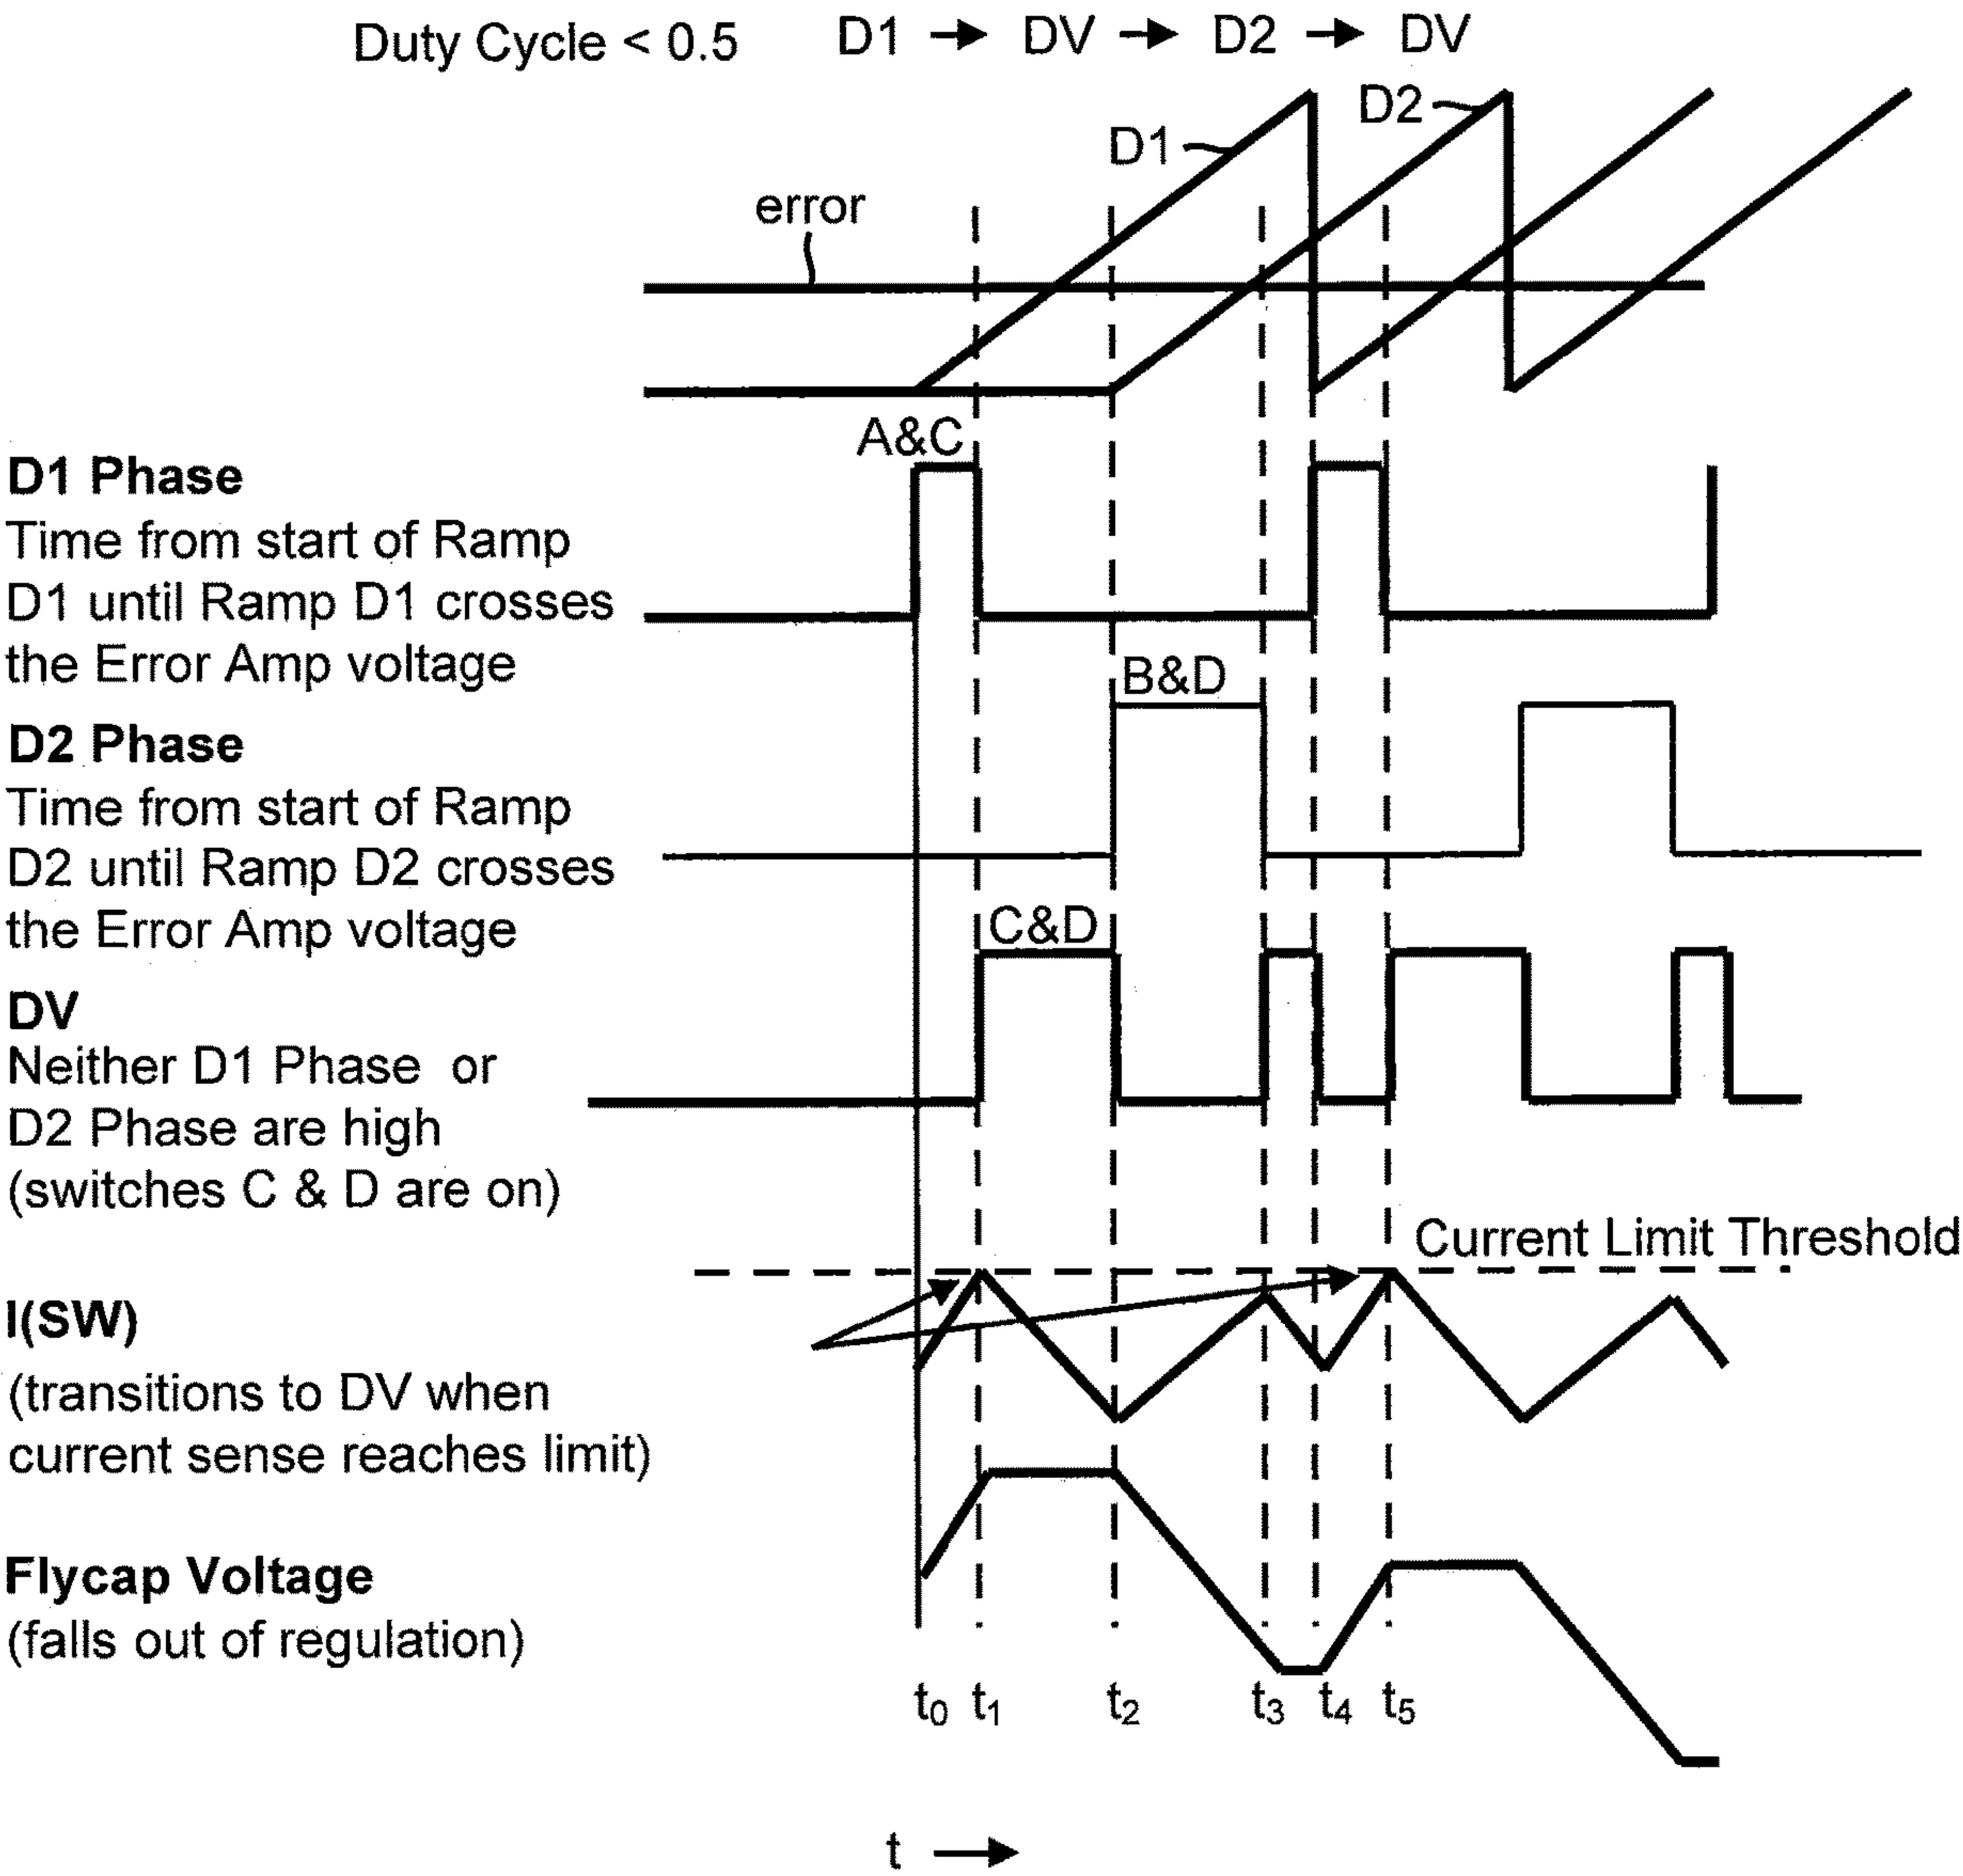 Duty Cycle < 0.5 D1 → DV → D2 → DV
D1
D2
error
A&C
D1 Phase
Time from start of Ramp
D1 until Ramp D1 crosses
the Error Amp voltage
B&D
D2 Phase
Time from start of Ramp
D2 until Ramp D2 crosses
the Error Amp voltage
C&D
DV
Neither D1 Phase or
D2 Phase are high
(switches C & D are on)
Current Limit Threshold
I(SW)
(transitions to DV when
current sense reaches limit)
Flycap Voltage
(falls out of regulation)
t0 t1 t2 t3 t4 t5
t →